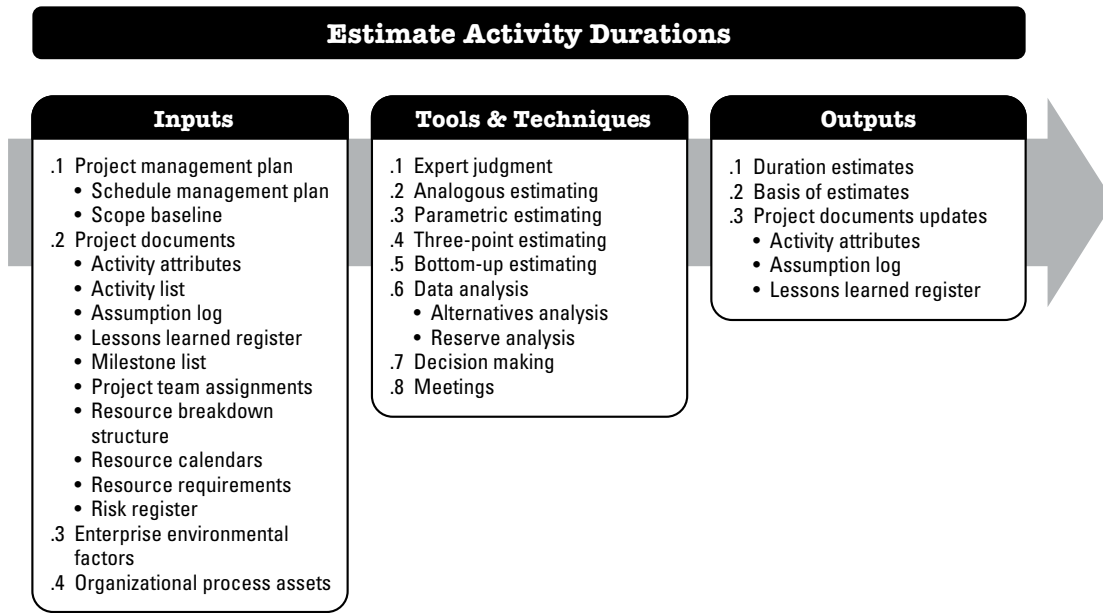 Estimate Activity Durations
Inputs
.1 Project management plan
• Schedule management plan
• Scope baseline
.2 Project documents
• Activity attributes
• Activity list
• Assumption log
• Lessons learned register
• Milestone list
• Project team assignments
• Resource breakdown
structure
• Resource calendars
• Resource requirements
• Risk register
.3 Enterprise environmental
factors
.4 Organizational process assets
Tools & Techniques
.1 Expert judgment
.2 Analogous estimating
.3 Parametric estimating
.4 Three-point estimating
.5 Bottom-up estimating
.6 Data analysis
• Alternatives analysis
• Reserve analysis
.7 Decision making
.8 Meetings
Outputs
.1 Duration estimates
.2 Basis of estimates
.3 Project documents updates
• Activity attributes
• Assumption log
• Lessons learned register